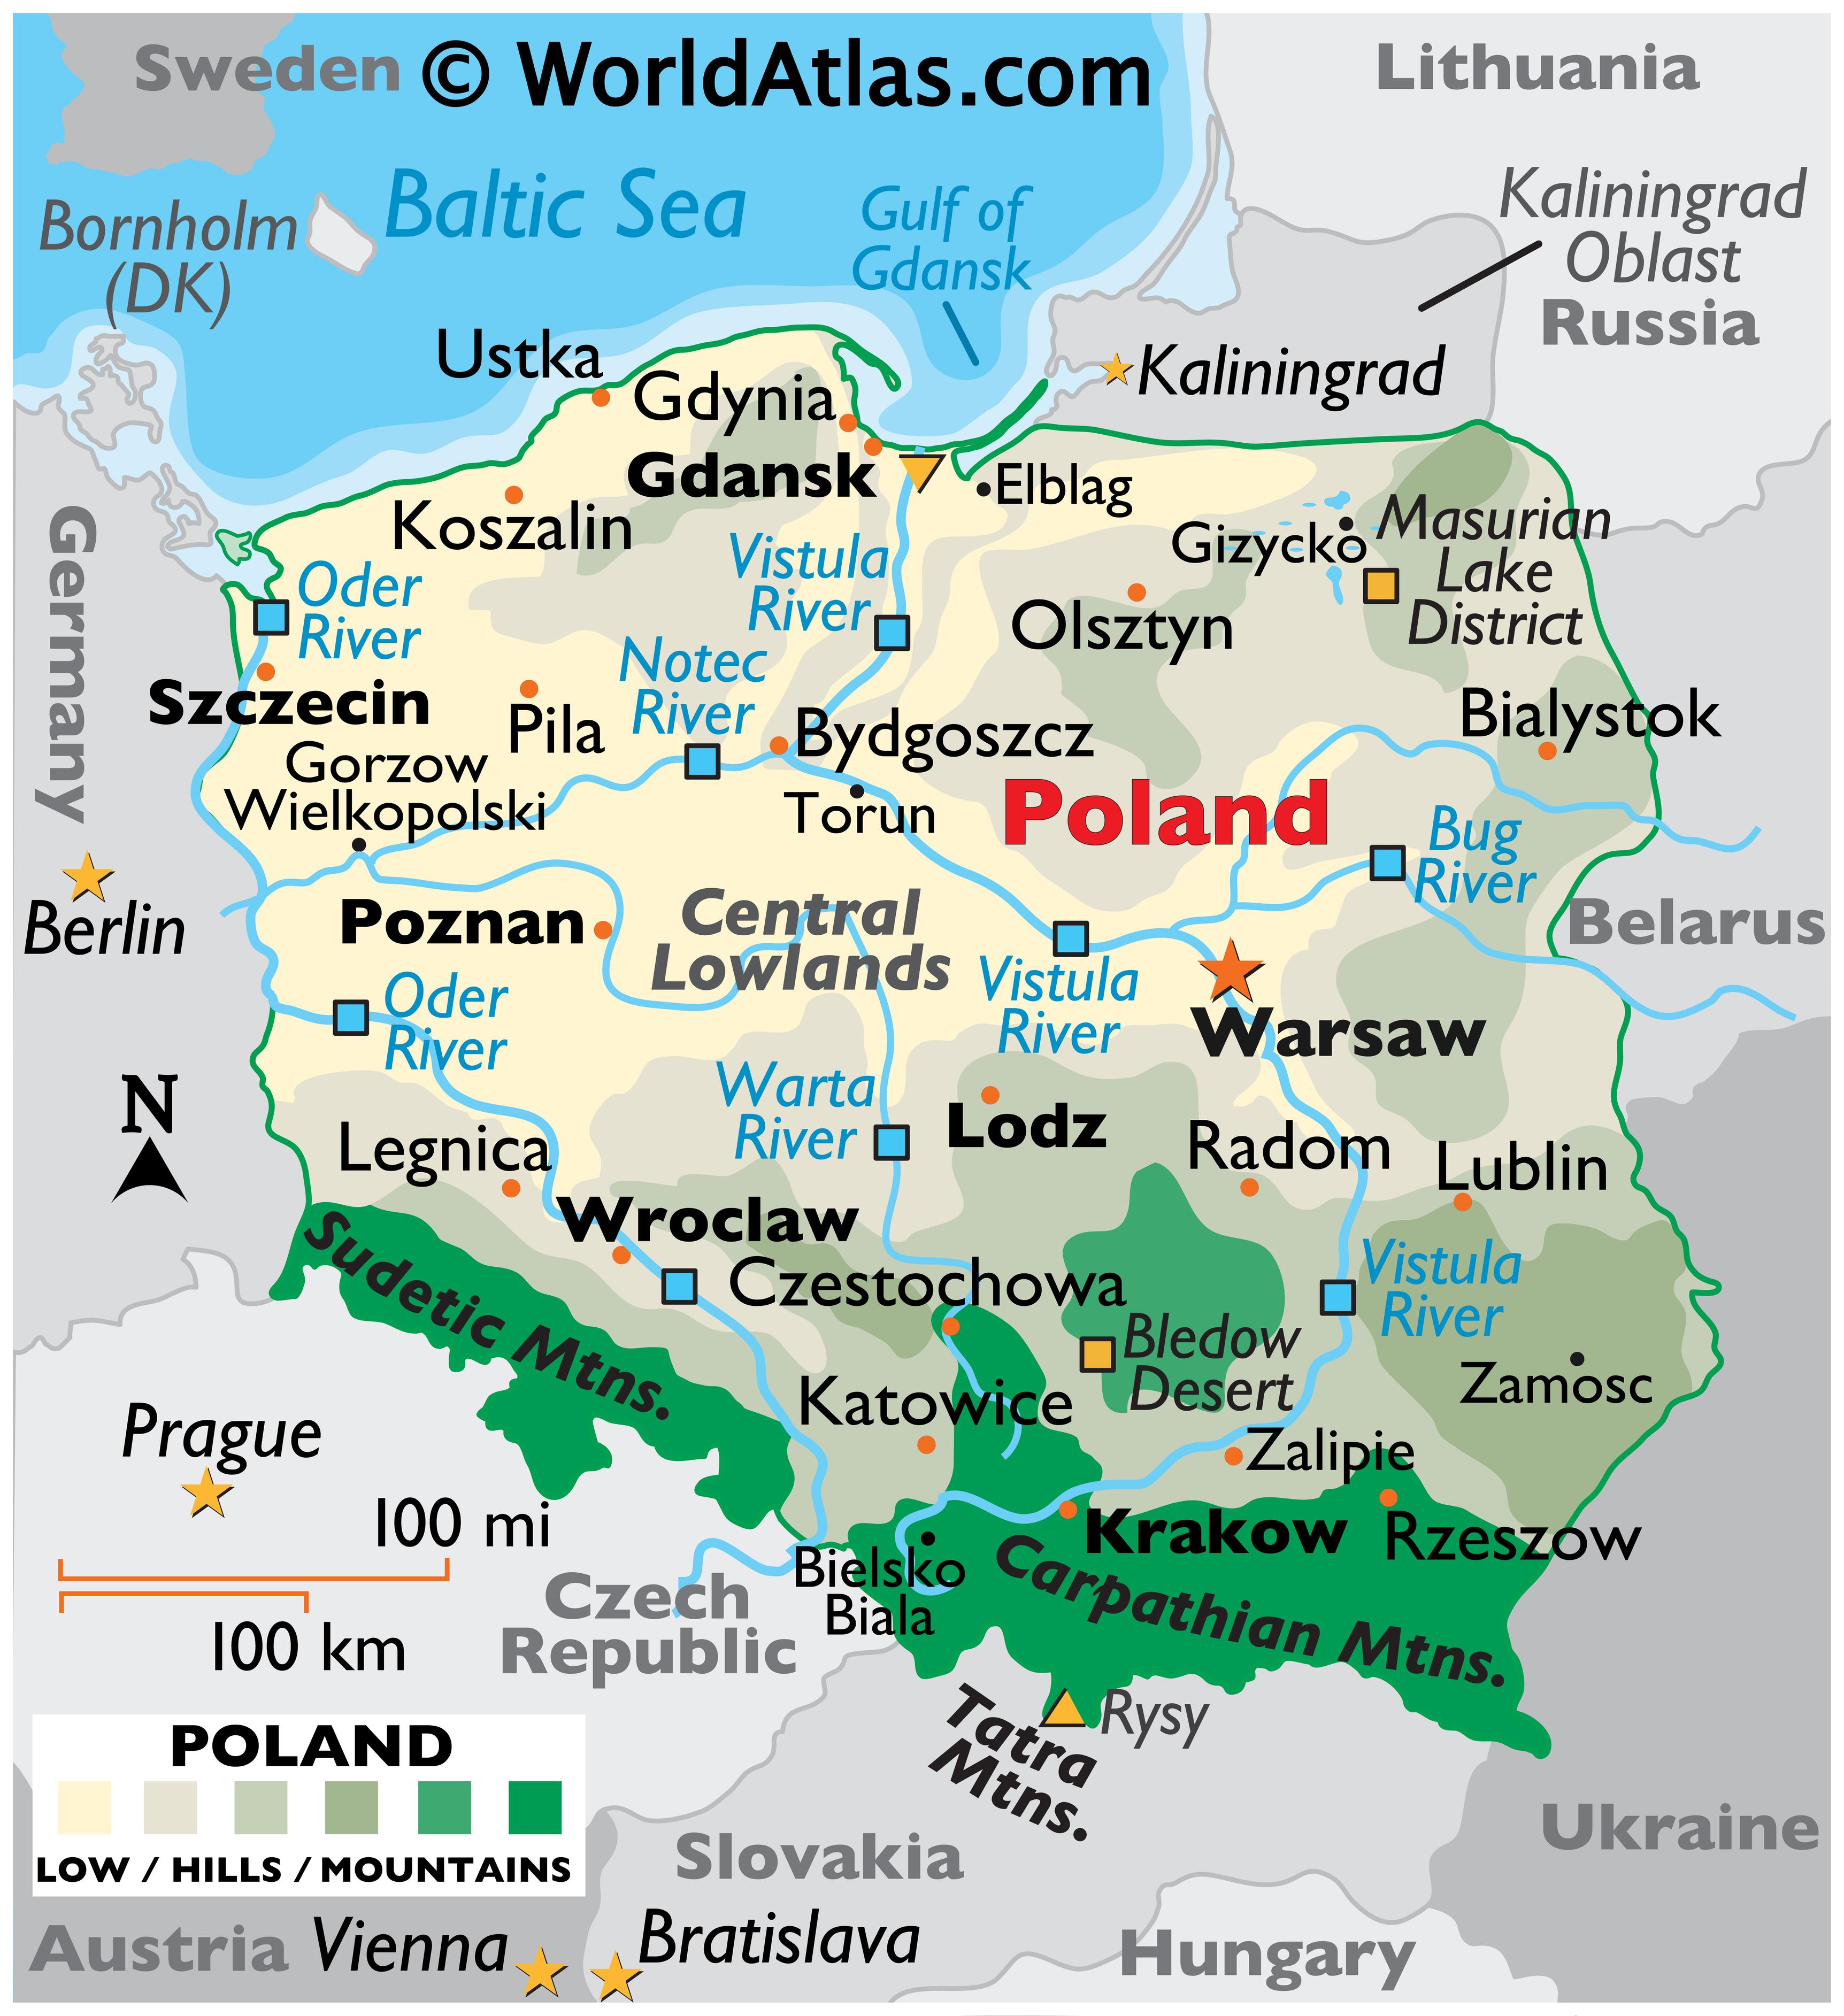 Sweden
© WorldAtlas.com
Lithuania
Bornholm
(DK)
Baltic Sea
Gulf of
Gdansk
Kaliningrad
Oblast
Russia
Ustka
Gdynia
Kaliningrad
Gdansk
Elblag
Koszalin
Germany
Gizycko
Masurian
Lake
District
Oder
River
Vistula
River
Olsztyn
Notec
River
Szczecin
Pila
Bydgoszcz
Bialystok
Gorzow
Wielkopolski
Torun
Poland
Bug
River
Berlin
Poznan
Central
Lowlands
Belarus
Oder
River
Vistula
River
Warsaw
N
Warta
River
Lodz
Legnica
Radom
Lublin
Wroclaw
Sudetic Mtns.
Czestochowa
Vistula
River
Bledow
Desert
Zamosc
Katowice
Prague
Zalipie
100 mi
Krakow
Rzeszow
Bielsko
Biala
Carpathian Mtns.
Czech
Republic
100 km
Tatra
Mtns.
Rysy
POLAND
LOW / HILLS / MOUNTAINS
Slovakia
Ukraine
Austria
Vienna
Bratislava
Hungary